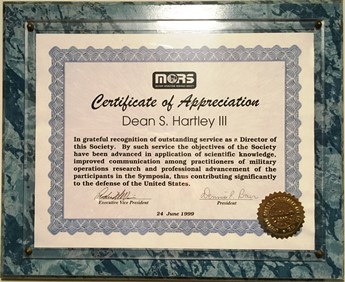 MORS
Certificate of Appreciation
Dean S. Hartley III
In grateful recognition of outstanding service as a Director of
this Society. By such service the objectives of the Society
have been advanced in application of scientific knowledge,
improved communication among practitioners of military
operations research and professional advancement of the
participants in the Symposia, thus contributing significantly
to the defense of the United States.
Executive Vice President President
24 June 1999